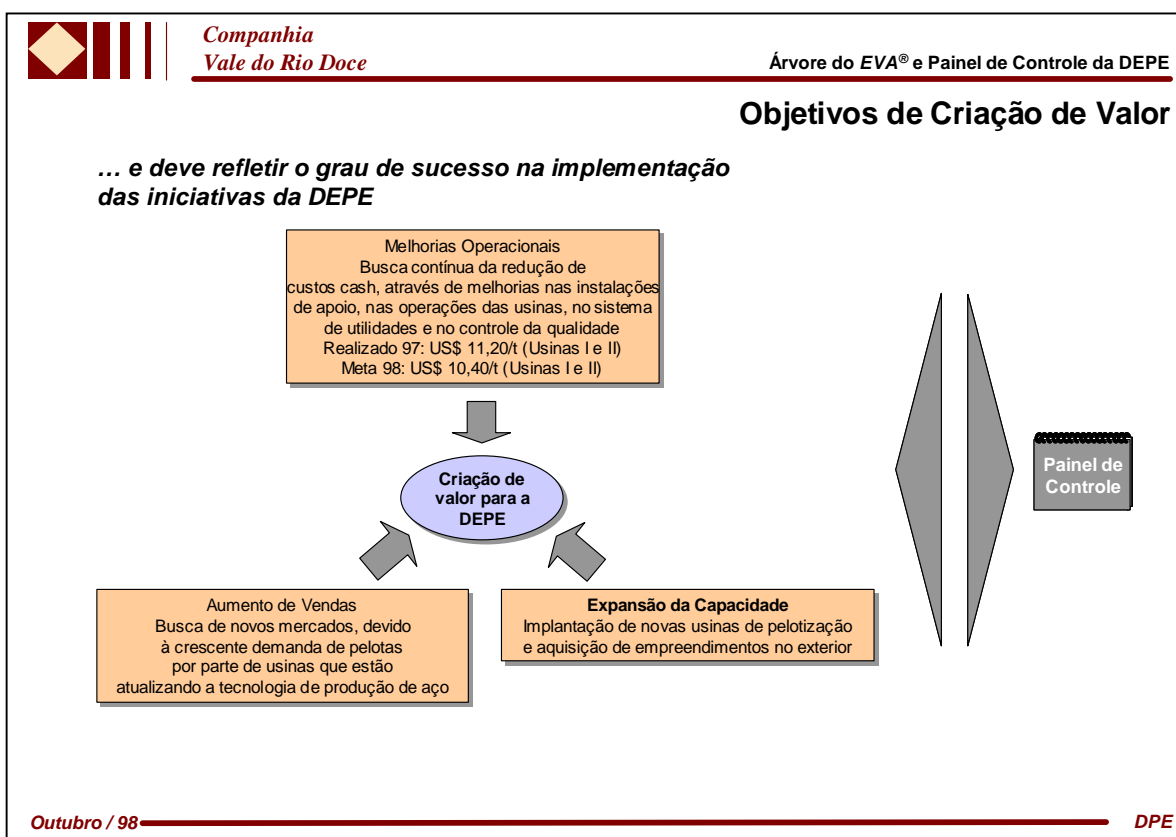 Companhia
Vale do Rio Doce
Árvore do EVA® e Painel de Controle da DEPE
Objetivos de Criação de Valor
… e deve refletir o grau de sucesso na implementação
das iniciativas da DEPE
Melhorias Operacionais
Busca contínua da redução de
custos cash, através de melhorias nas instalações
de apoio, nas operações das usinas, no sistema
de utilidades e no controle da qualidade
Realizado 97: US$ 11,20/t (Usinas I e II)
Meta 98: US$ 10,40/t (Usinas I e II)
Criação de
valor para a
DEPE
Painel de
Controle
Aumento de Vendas
Busca de novos mercados, devido
à crescente demanda de pelotas
por parte de usinas que estão
atualizando a tecnologia de produção de aço
Expansão da Capacidade
Implantação de novas usinas de pelotização
e aquisição de empreendimentos no exterior
Outubro / 98
DPE